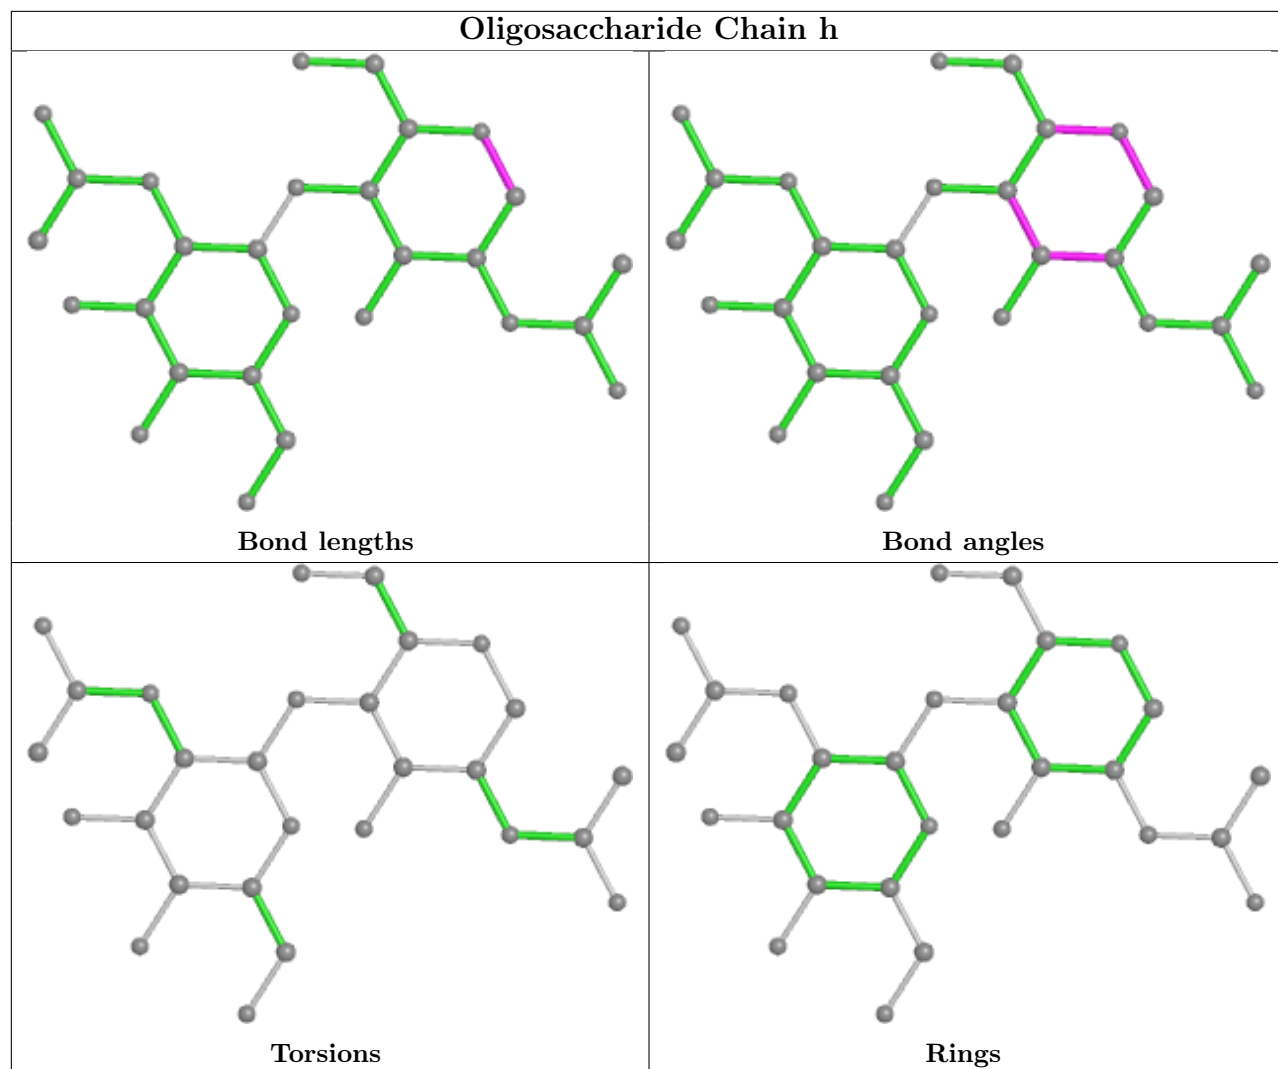 Oligosaccharide Chain h
Bond lengths
Bond angles
Torsions
Rings